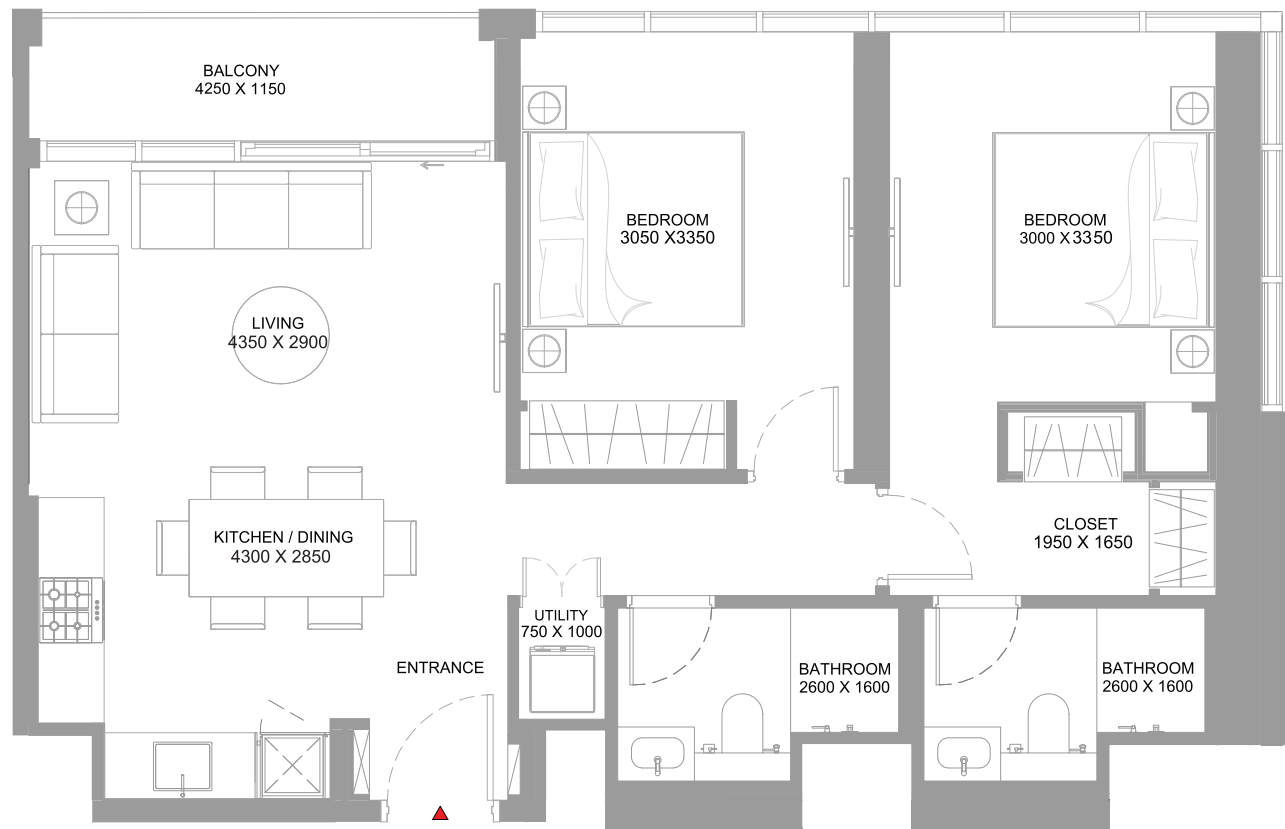 BALCONY
4250 X 1150
BEDROOM
3050 X3350
BEDROOM
3000 X 3350
LIVING
4350 X 2900
KITCHEN / DINING
4300 X 2850
CLOSET
1950 X 1650
UTILITY
750 X 1000
ENTRANCE
BATHROOM
2600 X 1600
BATHROOM
2600 X 1600